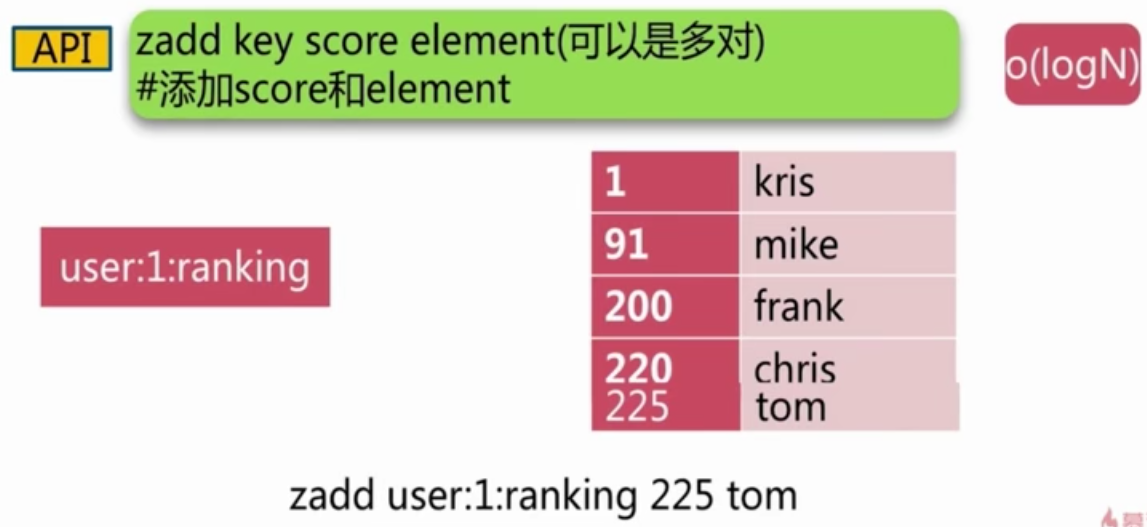 API
zadd key score element(可以是多对)
#添加score和element
o(logN)
user:1:ranking
1 kris
91 mike
200 frank
220 chris
225 tom
zadd user:1:ranking 225 tom